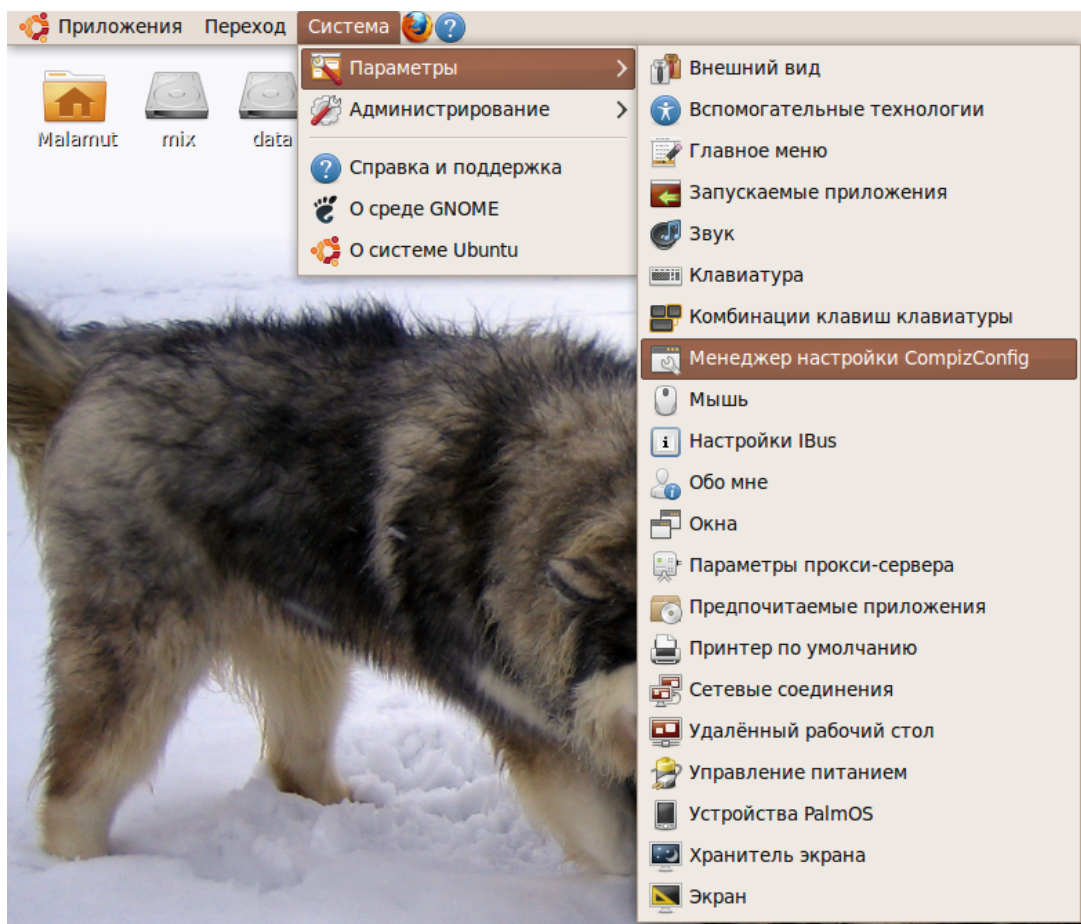 Приложения Переход Система
Malamut
mix
data
Параметры
Администрирование
Справка и поддержка
О среде GNOME
О системе Ubuntu
Внешний вид
Вспомогательные технологии
Главное меню
Запускаемые приложения
Звук
Клавиатура
Комбинации клавиш клавиатуры
Менеджер настройки CompizConfig
Мышь
Настройки IBus
Обо мне
Окна
Параметры прокси-сервера
Предпочитаемые приложения
Принтер по умолчанию
Сетевые соединения
Удалённый рабочий стол
Управление питанием
Устройства PalmOS
Хранитель экрана
Экран